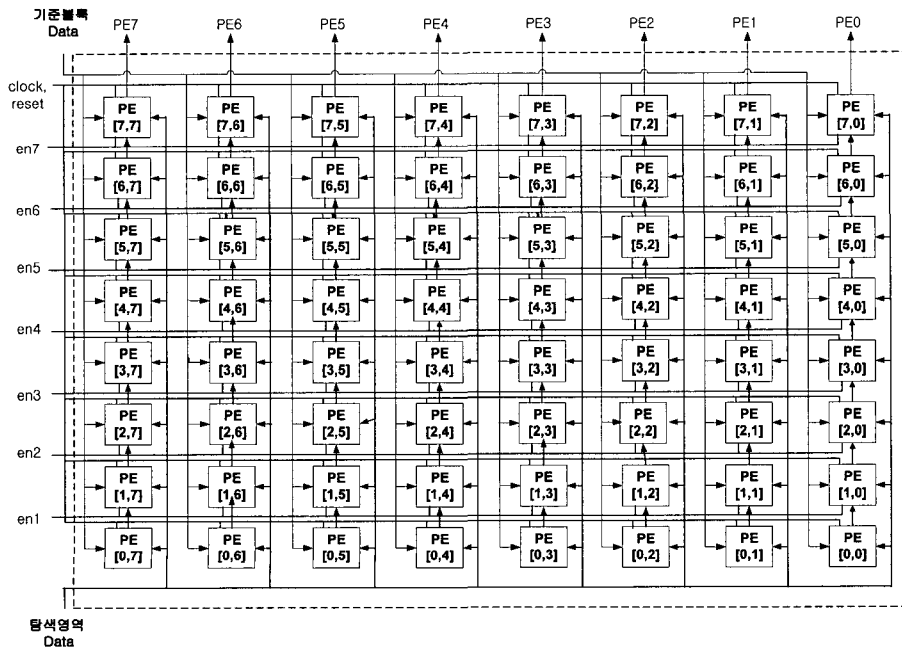 기준블록
Data
PE7 PE6 PE5 PE4 PE3 PE2 PE1 PE0
clock,
reset
PE PE PE PE PE PE PE PE
[7,7] [7,6] [7,5] [7,4] [7,3] [7,2] [7,1] [7,0]
en7
PE PE PE PE PE PE PE PE
[6,7] [6,6] [6,5] [6,4] [6,3] [6,2] [6,1] [6,0]
en6
PE PE PE PE PE PE PE PE
[5,7] [5,6] [5,5] [5,4] [5,3] [5,2] [5,1] [5,0]
en5
PE PE PE PE PE PE PE PE
[4,7] [4,6] [4,5] [4,4] [4,3] [4,2] [4,1] [4,0]
en4
PE PE PE PE PE PE PE PE
[3,7] [3,6] [3,5] [3,4] [3,3] [3,2] [3,1] [3,0]
en3
PE PE PE PE PE PE PE PE
[2,7] [2,6] [2,5] [2,4] [2,3] [2,2] [2,1] [2,0]
en2
PE PE PE PE PE PE PE PE
[1,7] [1,6] [1,5] [1,4] [1,3] [1,2] [1,1] [1,0]
en1
PE PE PE PE PE PE PE PE
[0,7] [0,6] [0,5] [0,4] [0,3] [0,2] [0,1] [0,0]
탐색영역
Data